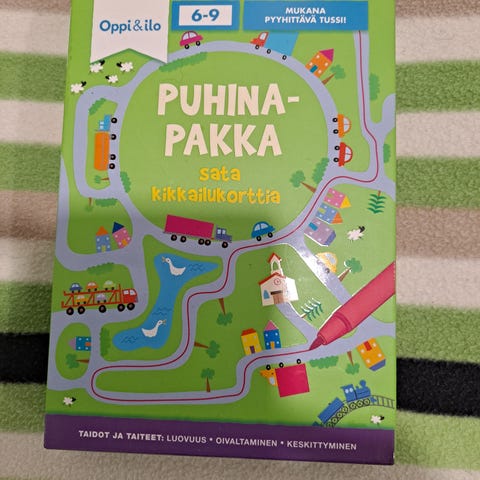 Oppi&ilo
6-9
MUKANA
PYYHITTÄVÄ TUSSI!
PUHINA-
PAKKA
sata
kikkailukorttia
TAIDOT JA TAITEET: LUOVUUS • OIVALTAMINEN • KESKITTYMINEN